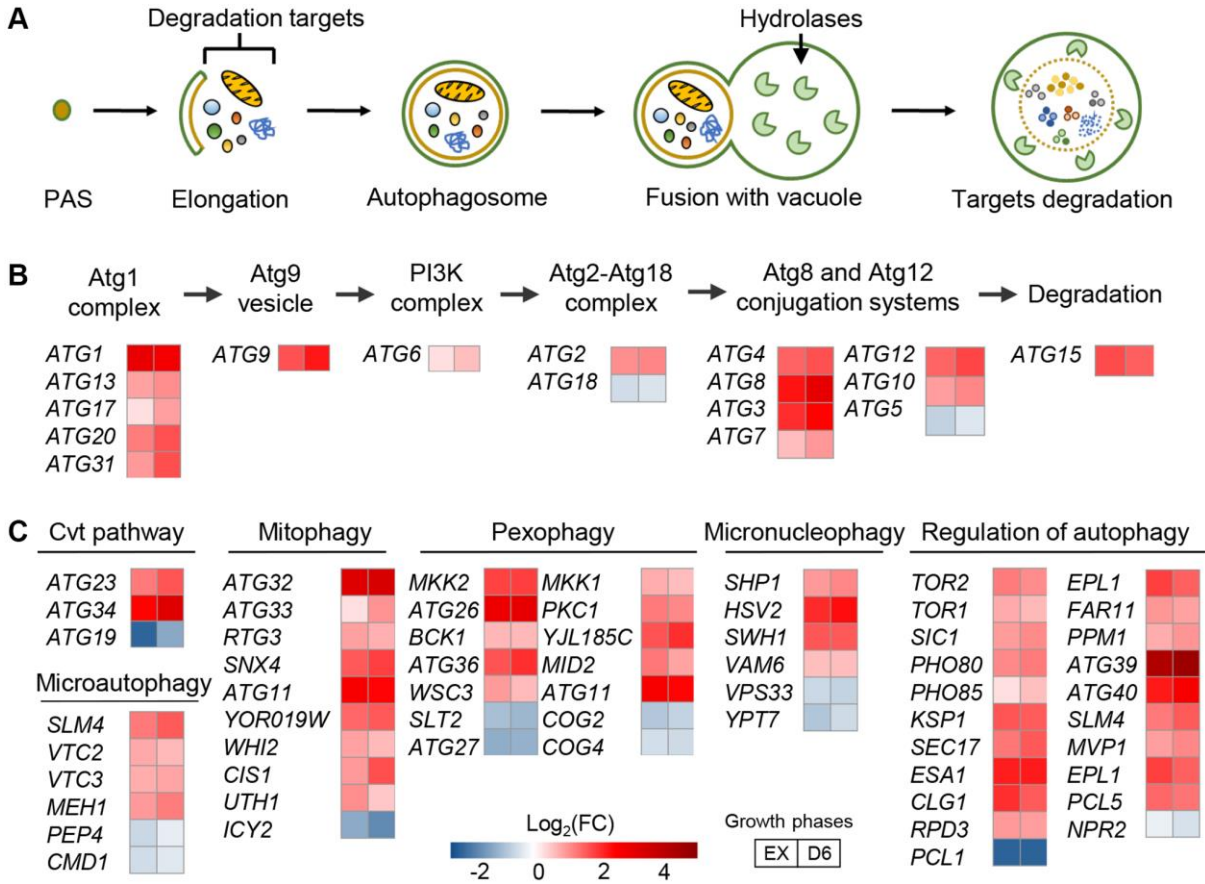 A
Degradation targets
Hydrolases
PAS
Elongation
Autophagosome
Fusion with vacuole
Targets degradation
B
Atg1
complex
Atg9
vesicle
PI3K
complex
Atg2-Atg18
complex
Atg8 and Atg12
conjugation systems
Degradation
ATG1
ATG13
ATG17
ATG20
ATG31
ATG9
ATG6
ATG2
ATG18
ATG4
ATG8
ATG3
ATG7
ATG12
ATG10
ATG5
ATG15
C
Cvt pathway
ATG23
ATG34
ATG19
Microautophagy
SLM4
VTC2
VTC3
MEH1
PEP4
CMD1
Mitophagy
ATG32
ATG33
RTG3
SNX4
ATG11
YOR019W
WHI2
CIS1
UTH1
ICY2
Pexophagy
MKK2
ATG26
BCK1
ATG36
WSC3
SLT2
ATG27
MKK1
PKC1
YJL185C
MID2
ATG11
COG2
COG4
Micronucleophagy
SHP1
HSV2
SWH1
VAM6
VPS33
YPT7
Regulation of autophagy
TOR2
TOR1
SIC1
PHO80
PHO85
KSP1
SEC17
ESA1
CLG1
RPD3
PCL1
EPL1
FAR11
PPM1
ATG39
ATG40
SLM4
MVP1
EPL1
PCL5
NPR2
Log2(FC)
-2 0 2 4
Growth phases
EX D6